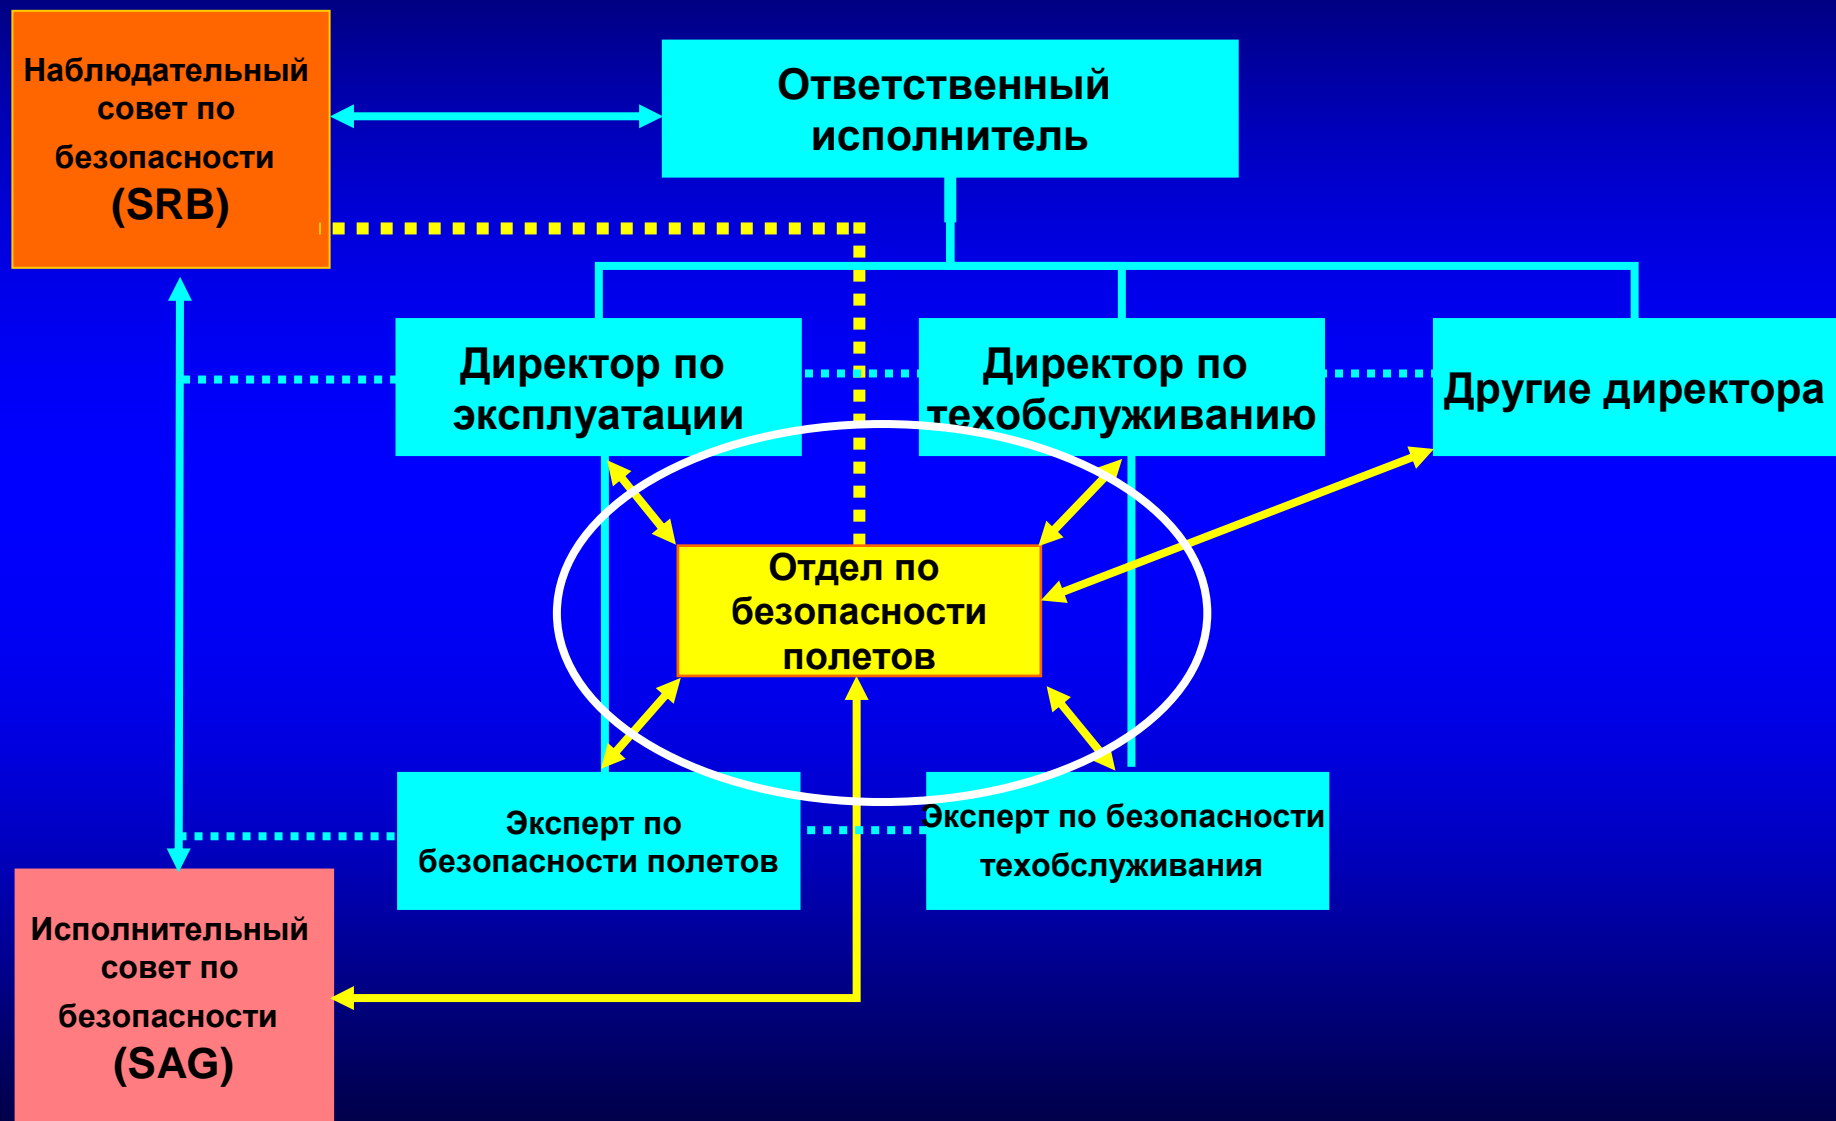 Наблюдательный
совет по
безопасности
(SRB)
Ответственный
исполнитель
Директор по
эксплуатации
Директор по
техобслуживанию
Другие директора
Отдел по
безопасности
полетов
Эксперт по
безопасности полетов
Эксперт по безопасности
техобслуживания
Исполнительный
совет по
безопасности
(SAG)